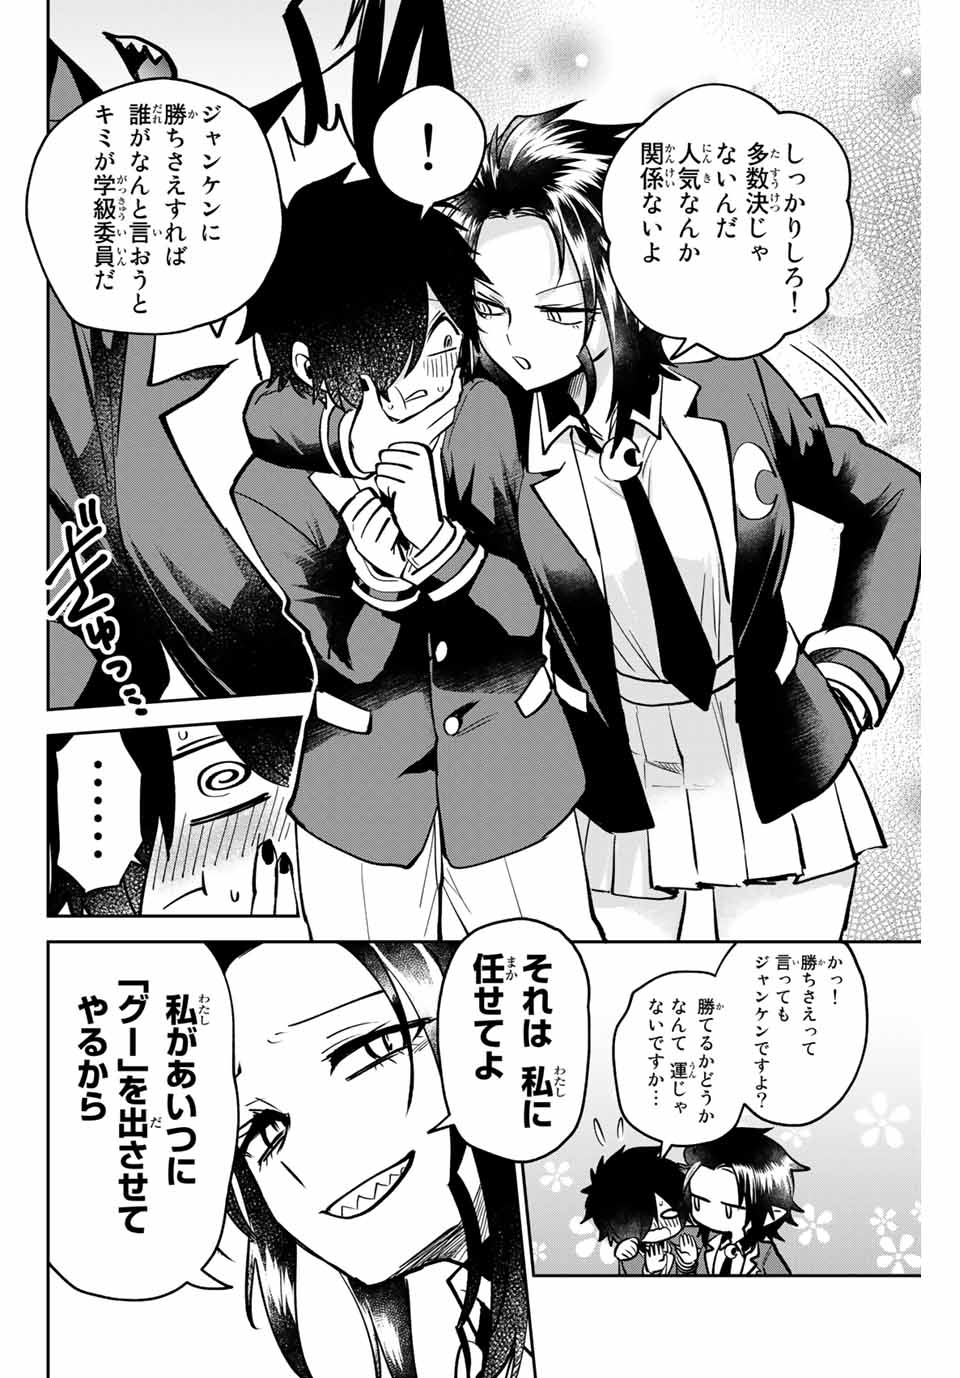 しっかりしろ！
多数決じゃ
ないんだ
人気なんか
関係ないよ
！
ジャンケンに
勝ちさえすれば
誰がなんと言おうと
キミが学級委員だ
ぎゅっ…
・・・・・・
かっ！
勝ちさえって
言っても
ジャンケンですよ？
勝てるかどうか
なんて 運じゃ
ないですか…
それは 私に
任せてよ
私があいつに
「グー」を出させて
やるから